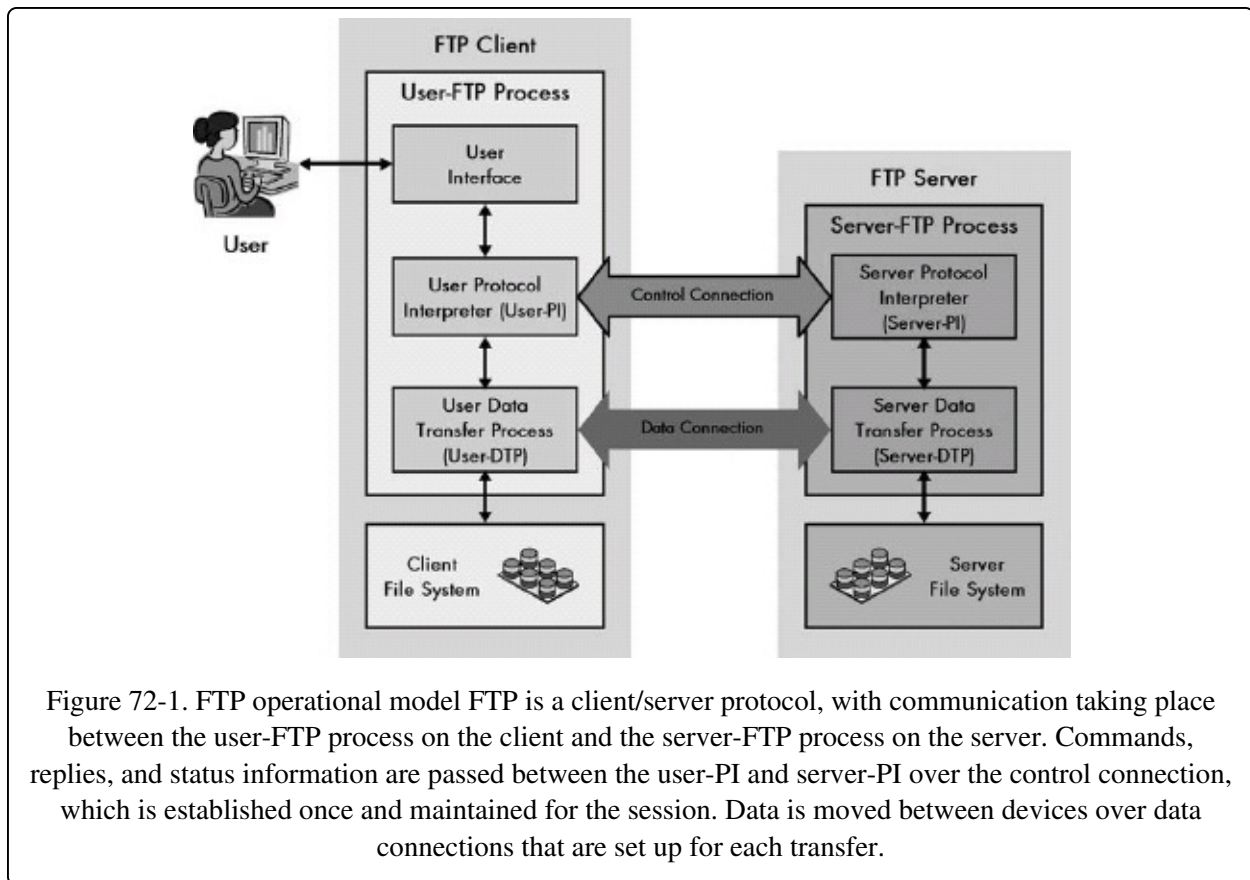 FTP Client
User-FTP Process
User
Interface
User
User Protocol
Interpreter (User-PI)
User Data
Transfer Process
(User-DTP)
Client
File System
Control Connection
Data Connection
FTP Server
Server-FTP Process
Server Protocol
Interpreter
(Server-PI)
Server Data
Transfer Process
(Server-DTP)
Server
File System
Figure 72-1. FTP operational model FTP is a client/server protocol, with communication taking place
between the user-FTP process on the client and the server-FTP process on the server. Commands,
replies, and status information are passed between the user-PI and server-PI over the control connection,
which is established once and maintained for the session. Data is moved between devices over data
connections that are set up for each transfer.